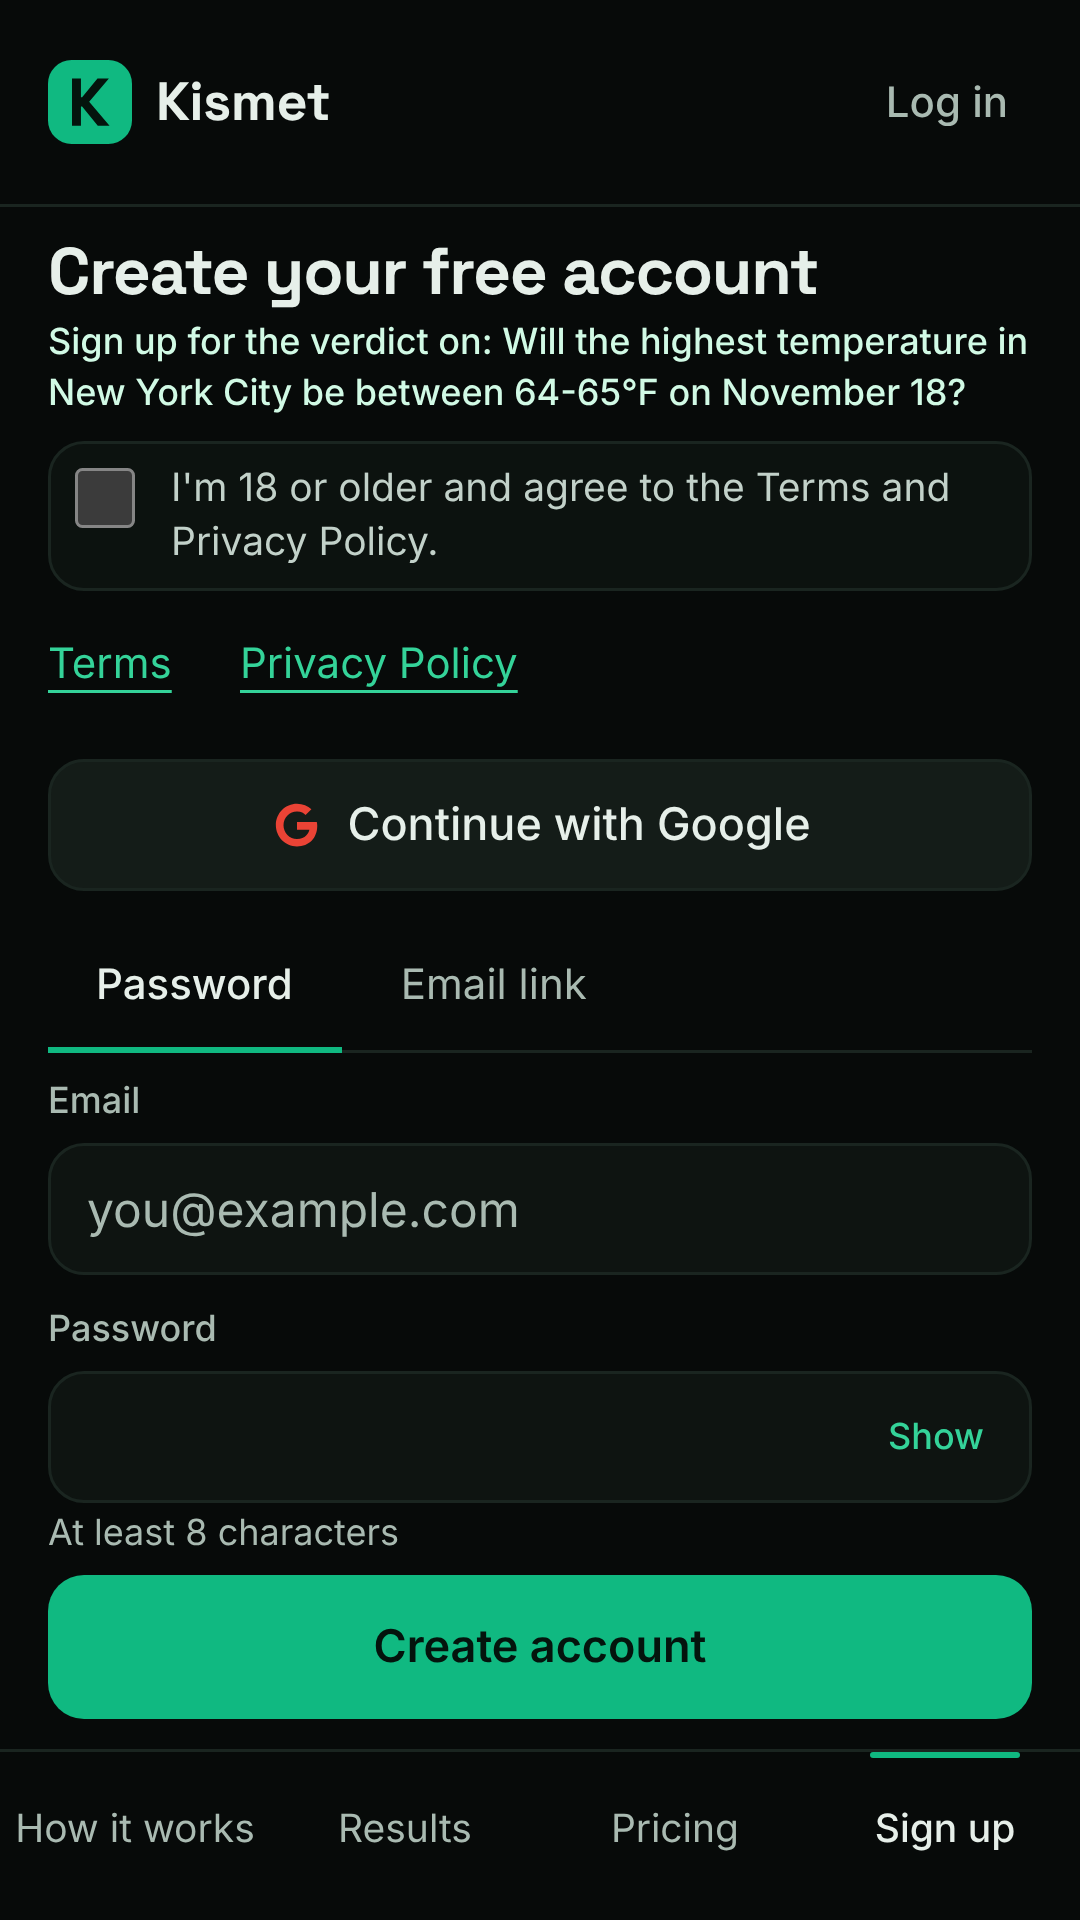 K Kismet
Log in
Create your free account
Sign up for the verdict on: Will the highest temperature in
New York City be between 64-65°F on November 18?
I'm 18 or older and agree to the Terms and
Privacy Policy.
Terms
Privacy Policy
G Continue with Google
Password
Email link
Email
you@example.com
Password
Show
At least 8 characters
Create account
How it works
Results
Pricing
Sign up